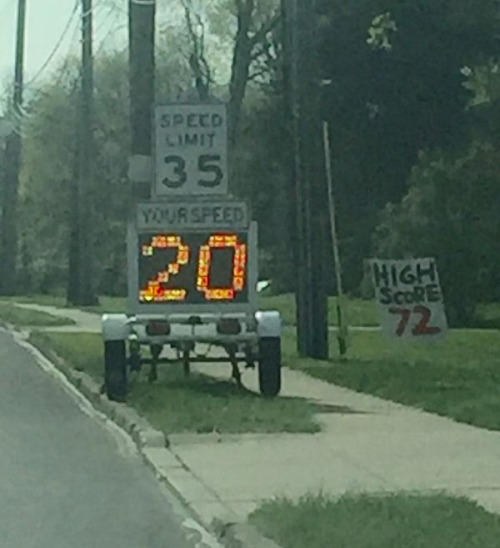 SPEED
LIMIT
35
YOUR SPEED
20
HIGH
SCORE
72